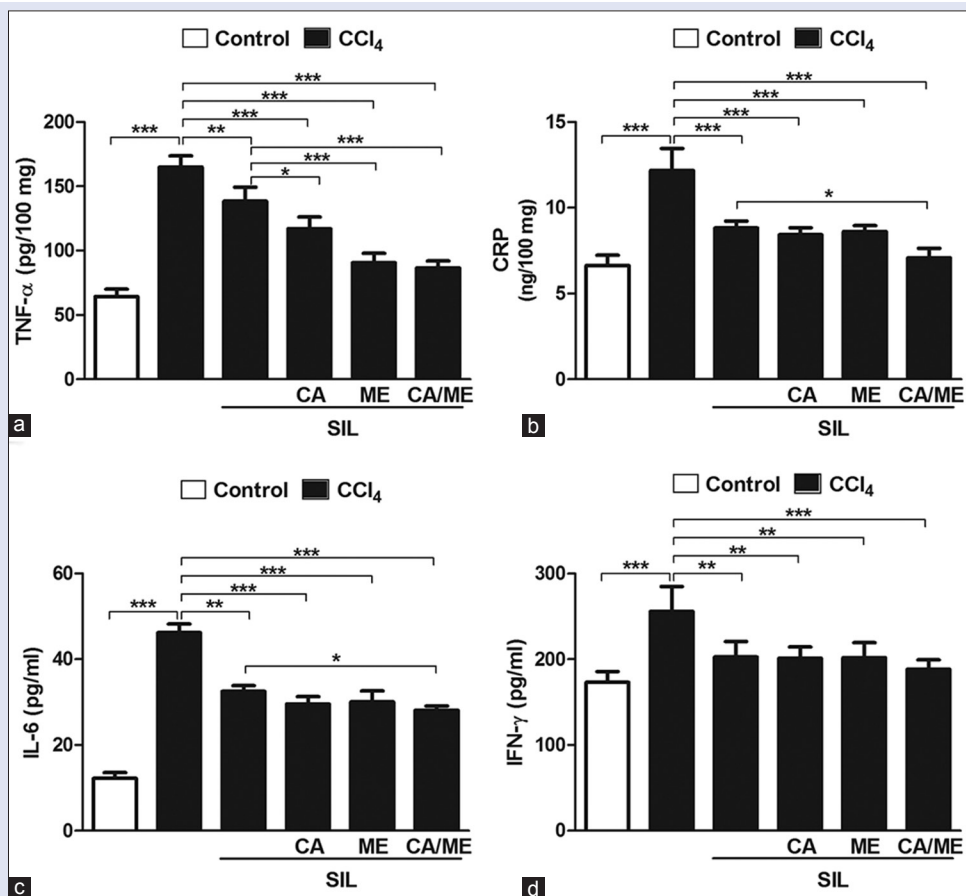 Control CCl₄
***
***
***
*** ** ***
***
*
200
150
100
50
0
TNF-α (pg/100 mg)
CA ME CA/ME
SIL
a
Control CCl₄
***
***
***
*** ***
*
15
10
5
0
CRP
(ng/100 mg)
CA ME CA/ME
SIL
b
Control CCl₄
***
***
***
*** **
*
60
40
20
0
IL-6 (pg/ml)
CA ME CA/ME
SIL
c
Control CCl₄
***
**
**
*** **
300
200
100
0
IFN-γ (pg/ml)
CA ME CA/ME
SIL
d